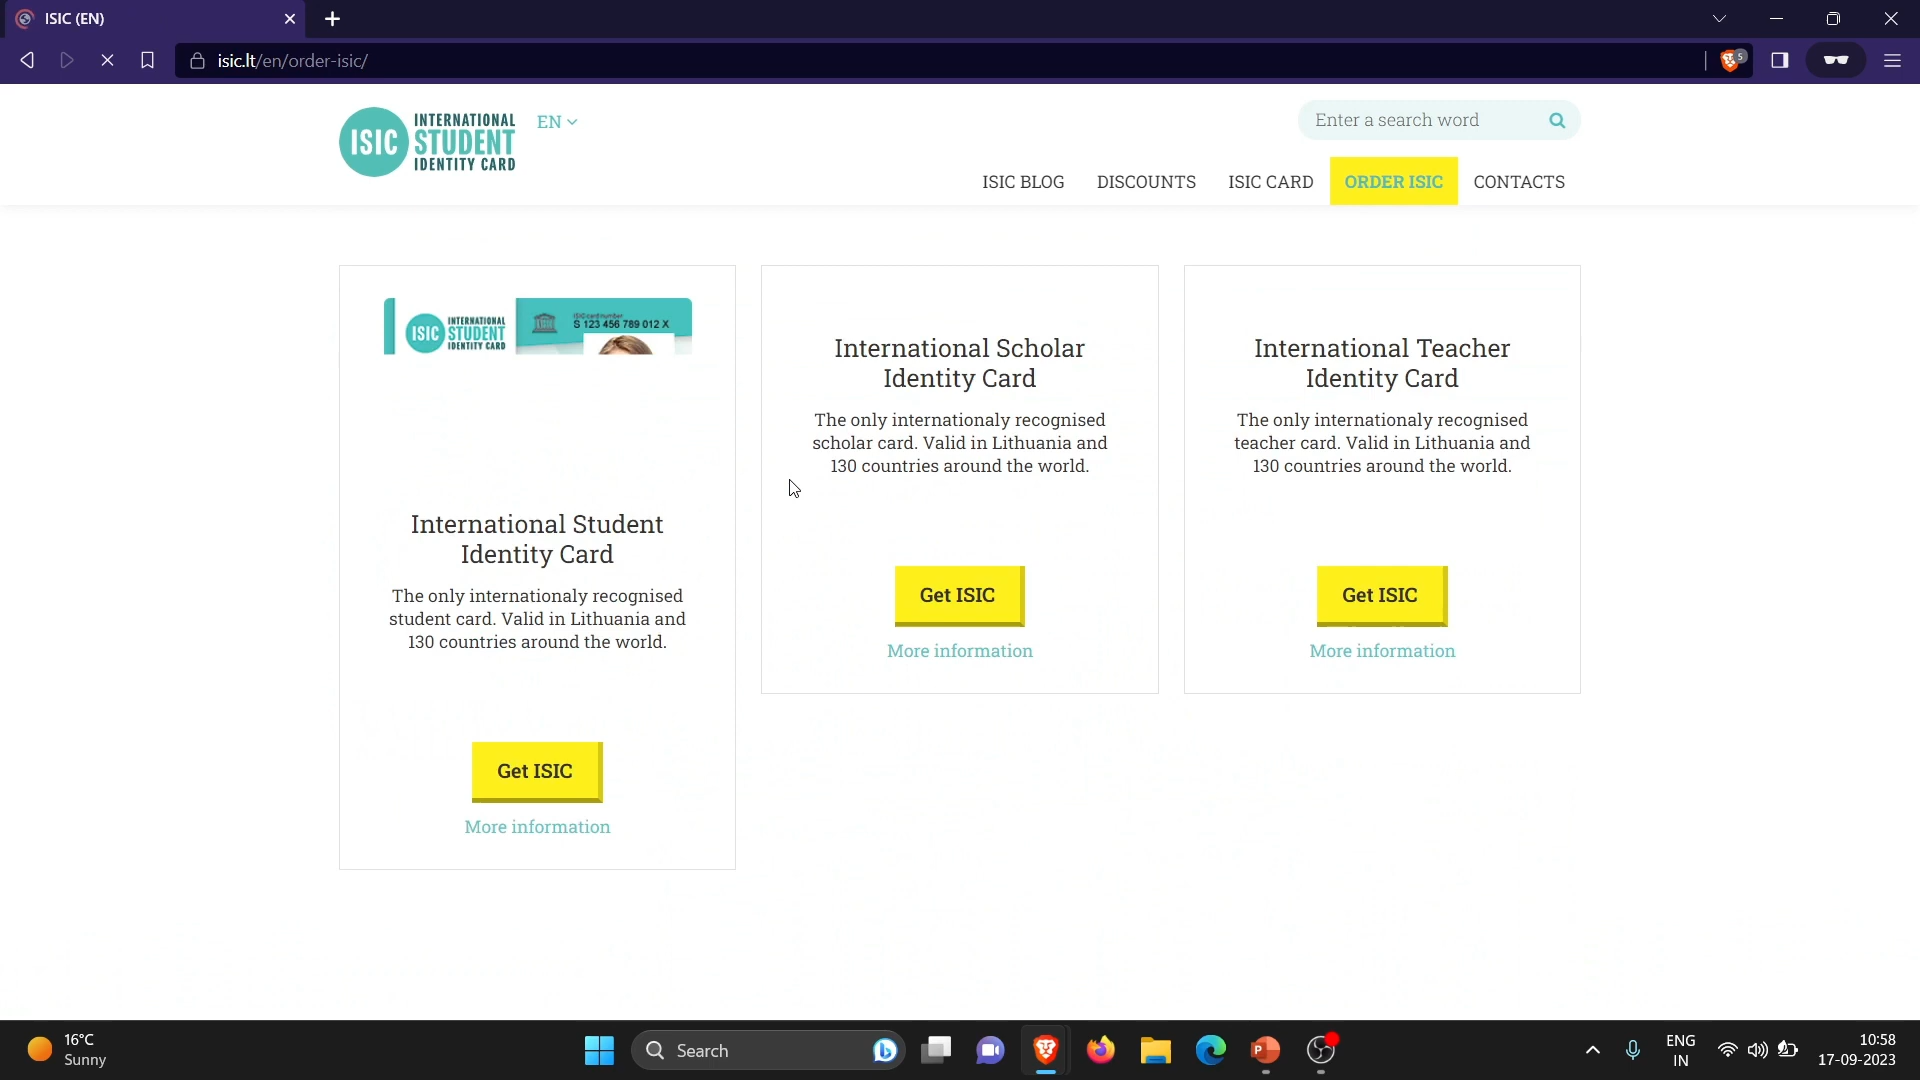 ISIC (EN)
isic.lt/en/order-isic/
5
ISIC INTERNATIONAL
STUDENT
IDENTITY CARD
EN
Enter a search word
ISIC BLOG DISCOUNTS ISIC CARD ORDER ISIC CONTACTS
ISIC INTERNATIONAL
STUDENT
IDENTITY CARD
ISIC card number
S 123 456 789 012 X
International Student
Identity Card
The only internationaly recognised
student card. Valid in Lithuania and
130 countries around the world.
Get ISIC
More information
International Scholar
Identity Card
The only internationaly recognised
scholar card. Valid in Lithuania and
130 countries around the world.
Get ISIC
More information
International Teacher
Identity Card
The only internationaly recognised
teacher card. Valid in Lithuania and
130 countries around the world.
Get ISIC
More information
16°C
Sunny
Search
ENG
IN
10:58
17-09-2023